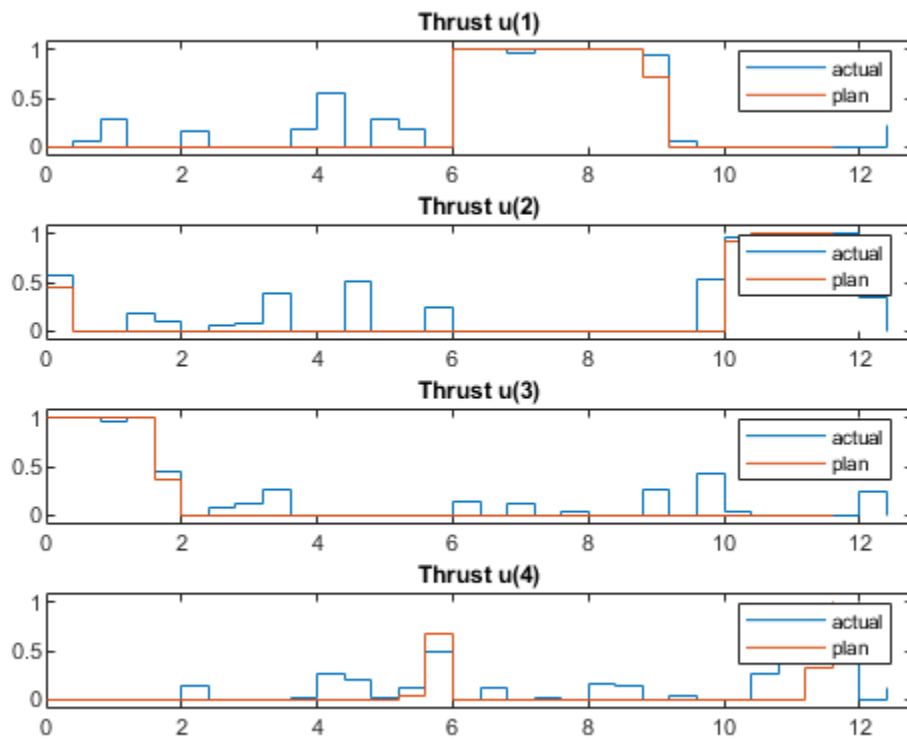 Thrust u(1)
1
0.5
0
actual
plan
0 2 4 6 8 10 12
Thrust u(2)
1
0.5
0
actual
plan
0 2 4 6 8 10 12
Thrust u(3)
1
0.5
0
actual
plan
0 2 4 6 8 10 12
Thrust u(4)
1
0.5
0
actual
plan
0 2 4 6 8 10 12